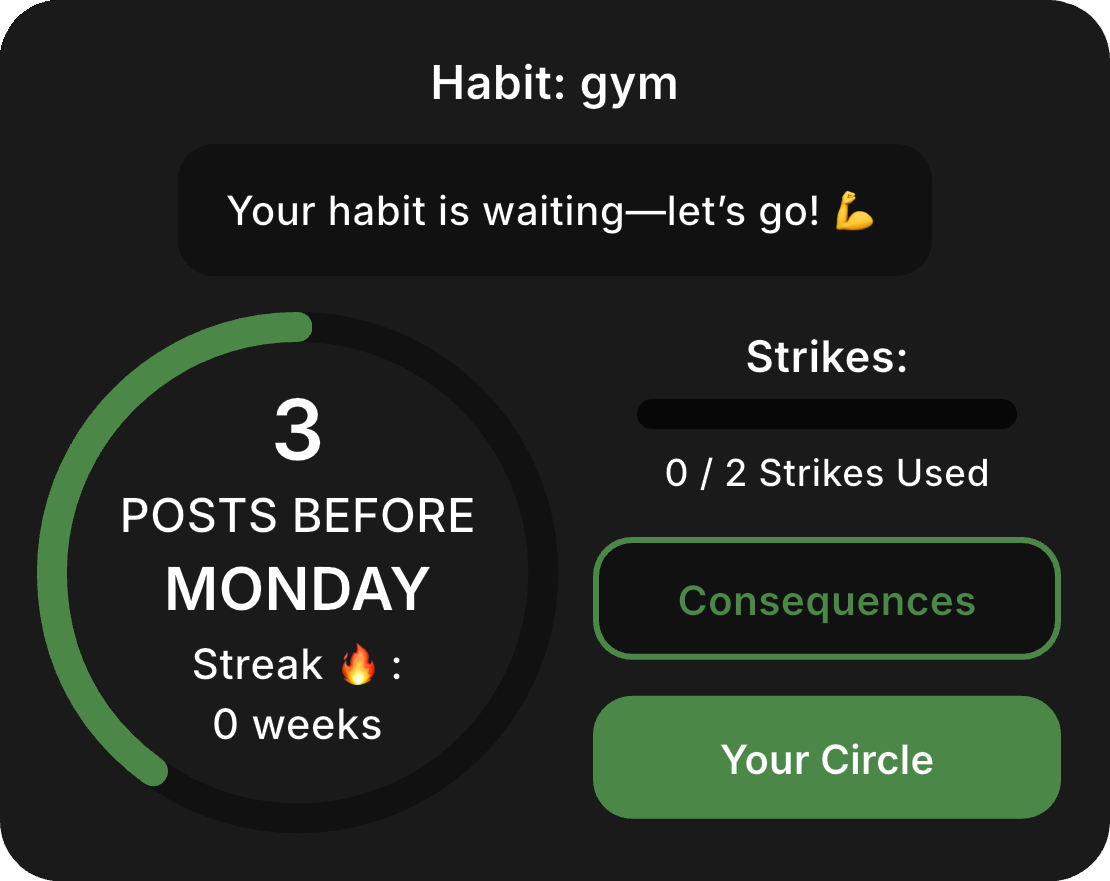 Habit: gym
Your habit is waiting—let’s go! 💪
3
POSTS BEFORE
MONDAY
Streak 🔥 :
0 weeks
Strikes:
0 / 2 Strikes Used
Consequences
Your Circle